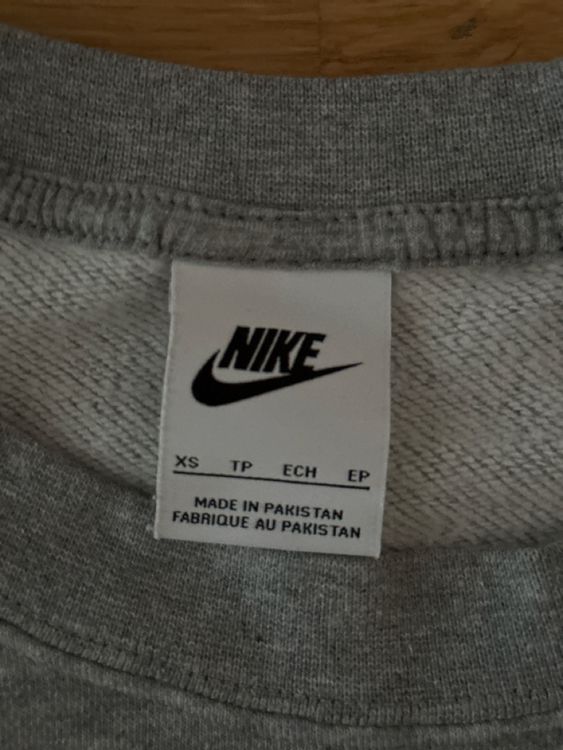 NIKE
XS TP ECH EP
MADE IN PAKISTAN
FABRIQUE AU PAKISTAN